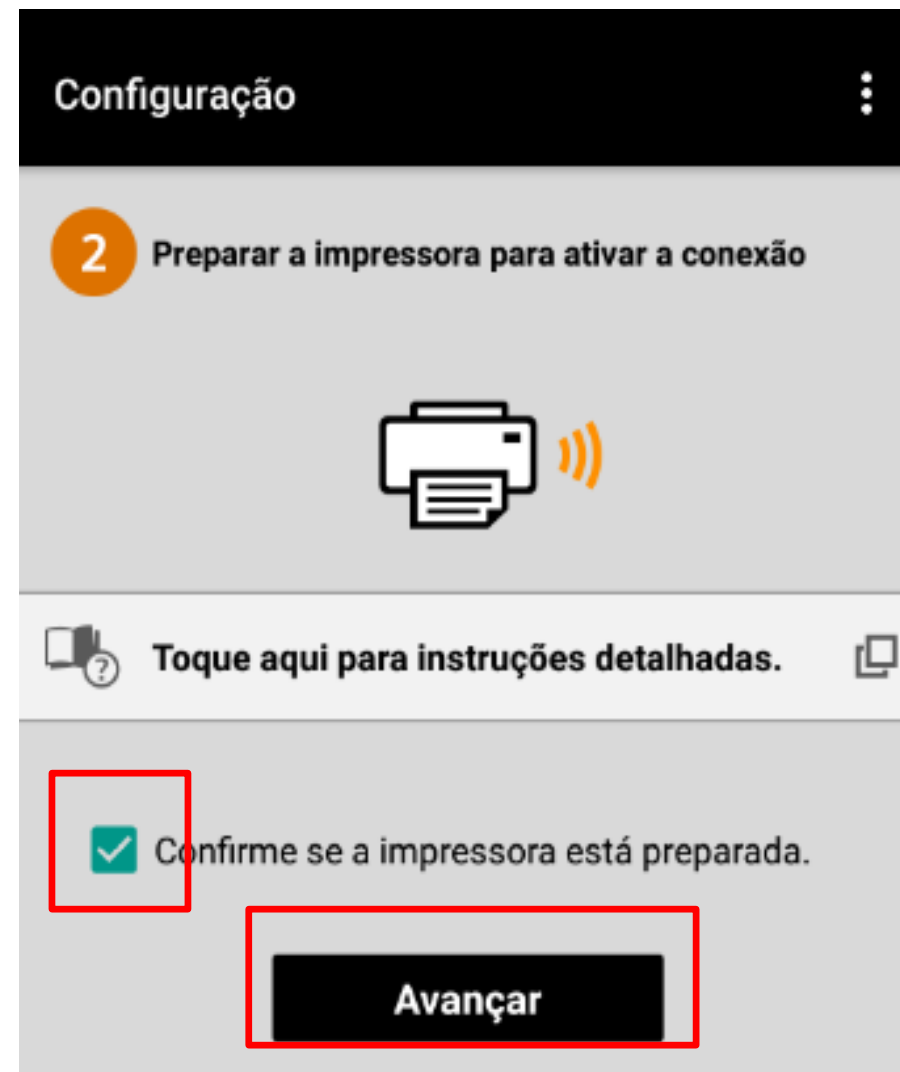 Configuração
2 Preparar a impressora para ativar a conexão
? Toque aqui para instruções detalhadas.
Confirme se a impressora está preparada.
Avançar